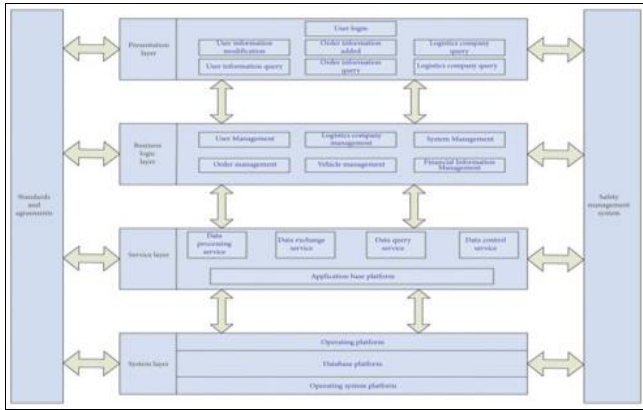 User login
Presentation
layer
User information
modification
Order information
added
Logistics company
query
User information query
Order information
query
Logistics company query
Business
logic
layer
User Management
Logistics company
management
System Management
Order management
Vehicle management
Financial Information
Management
Standards
and
agreements
Safety
management
system
Service layer
Data
processing
service
Data exchange
service
Data query
service
Data control
service
Application base platform
System layer
Operating platform
Database platform
Operating system platform